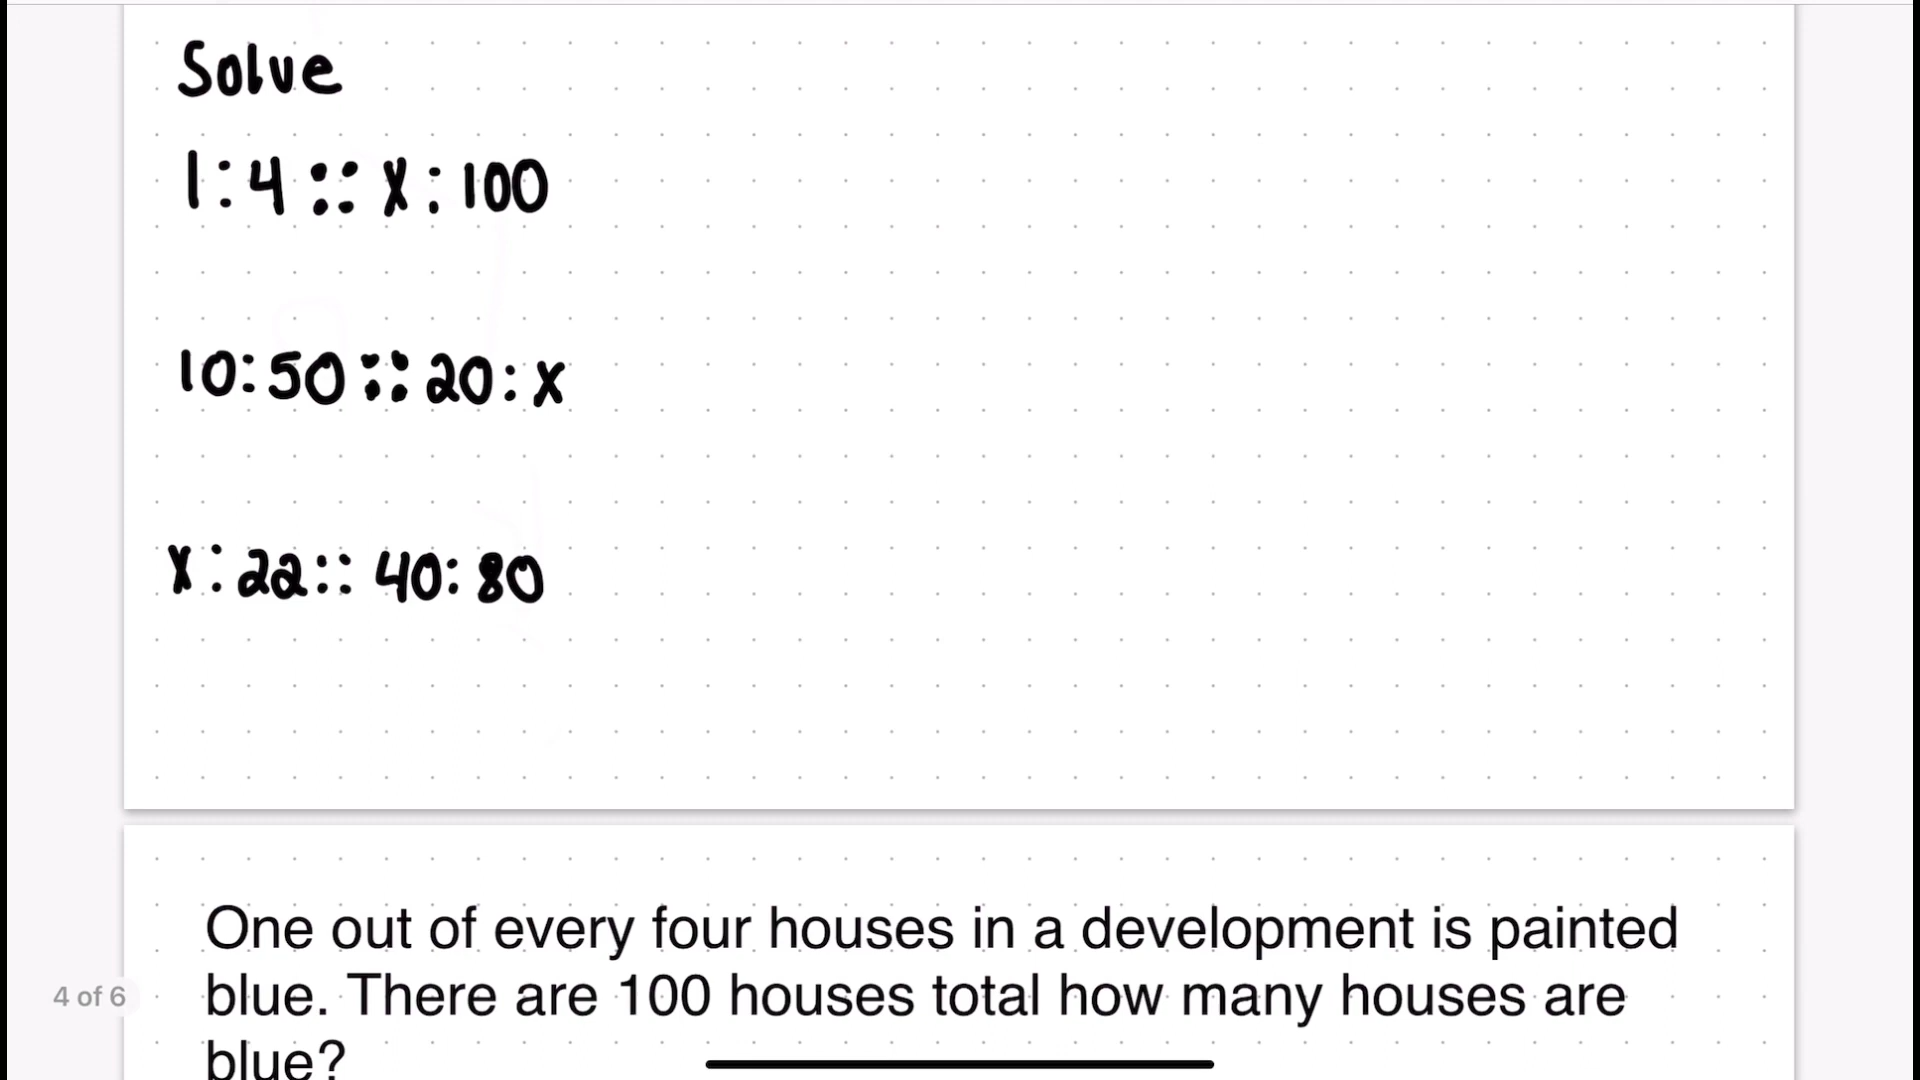 Solve
1:4::x:100
10:50::20:x
x:22::40:80
One out of every four houses in a development is painted
blue. There are 100 houses total how many houses are
blue?
4 of 6